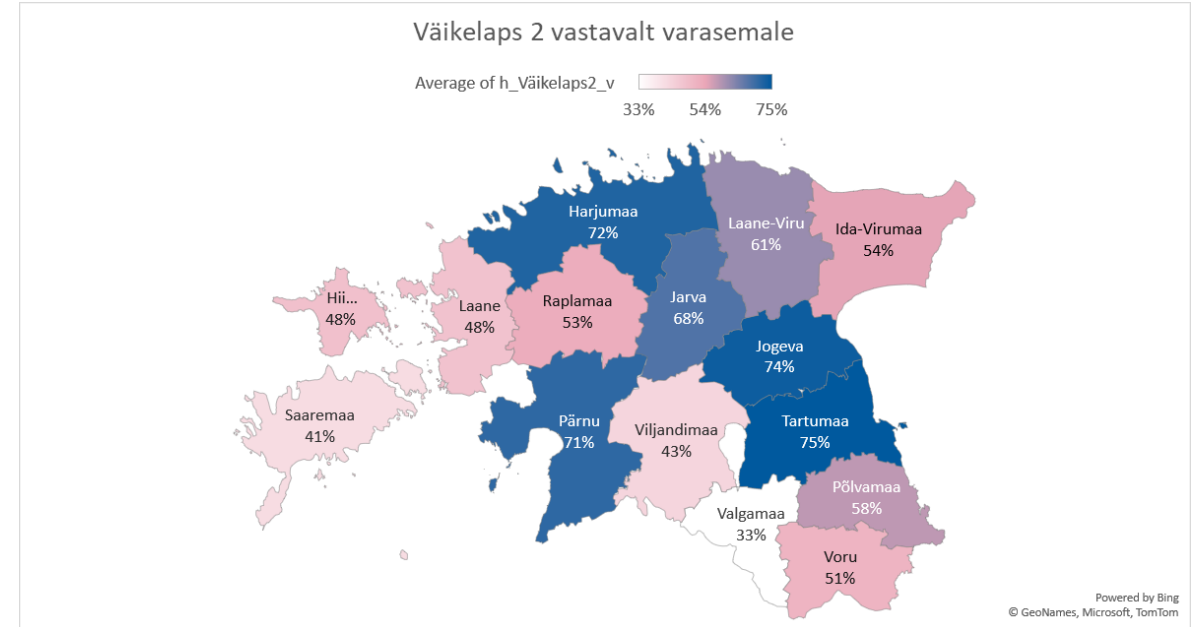 Väikelaps 2 vastavalt varasemale
Average of h_Väikelaps2_v
33% 54% 75%
Harjumaa
72%
Laane-Viru
61%
Ida-Virumaa
54%
Hii...
48%
Laane
48%
Raplamaa
53%
Jarva
68%
Jogeva
74%
Saaremaa
41%
Pärnu
71%
Viljandimaa
43%
Tartumaa
75%
Põlvamaa
58%
Valgamaa
33%
Voru
51%
Powered by Bing
© GeoNames, Microsoft, TomTom